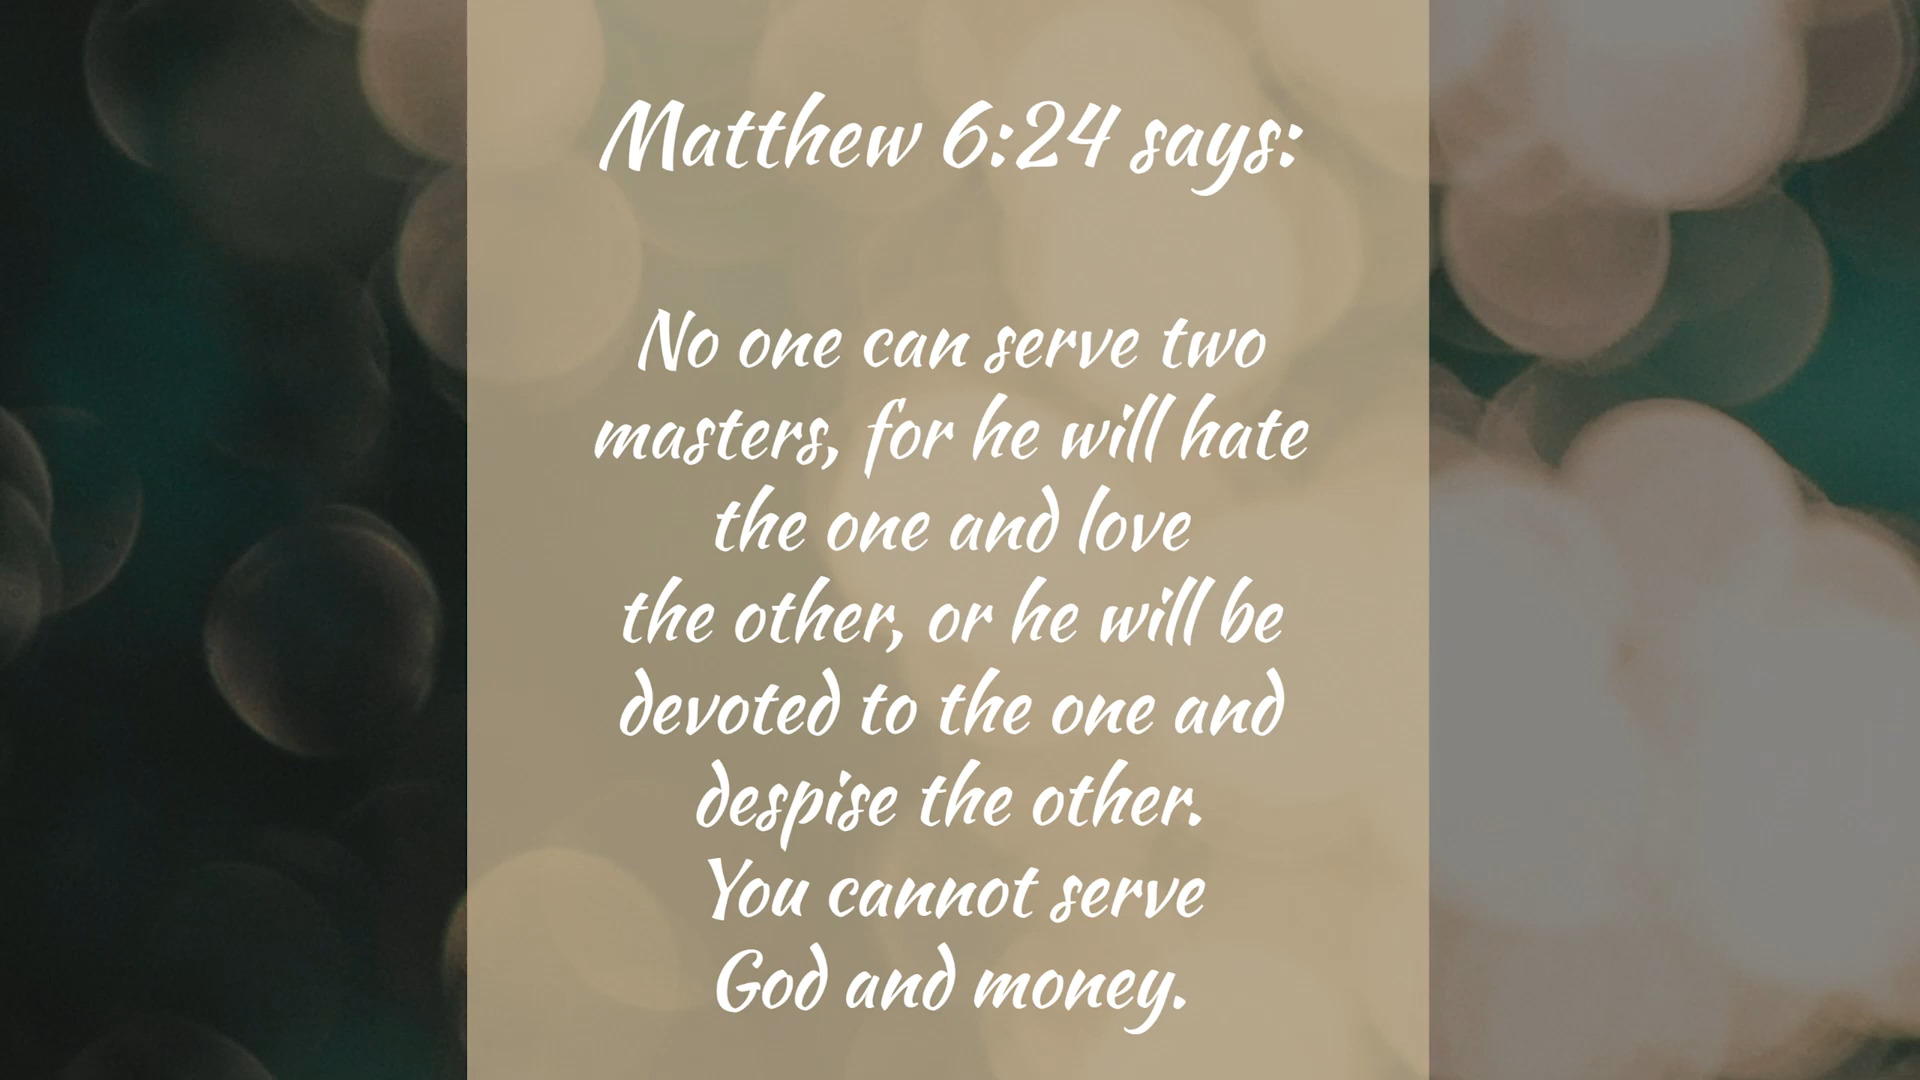 Matthew 6:24 says:
No one can serve two
masters, for he will hate
the one and love
the other, or he will be
devoted to the one and
despise the other.
You cannot serve
God and money.